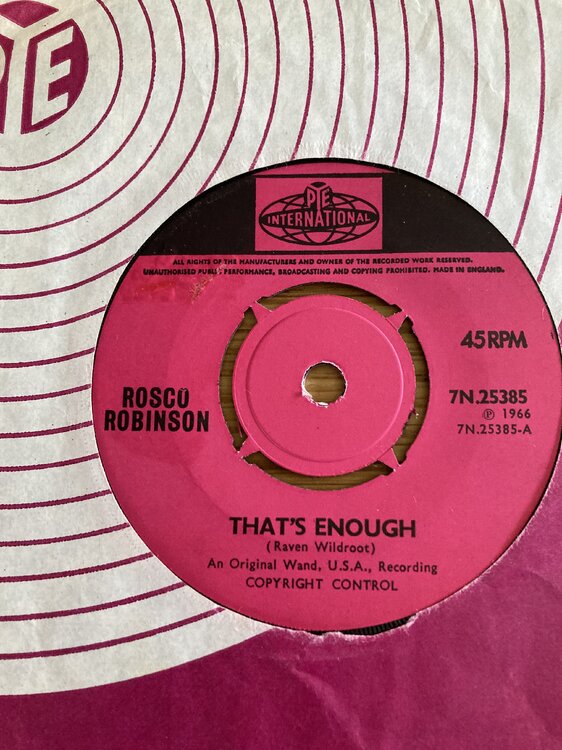 PYE
PYE
INTERNATIONAL
ALL RIGHTS OF THE MANUFACTURERS AND OWNER OF THE RECORDED WORK RESERVED.
UNAUTHORISED PUBLIC PERFORMANCE, BROADCASTING AND COPYING PROHIBITED. MADE IN ENGLAND.
45 RPM
ROSCO
ROBINSON
7N.25385
Ⓟ 1966
7N.25385-A
THAT'S ENOUGH
(Raven Wildroot)
An Original Wand, U.S.A., Recording
COPYRIGHT CONTROL